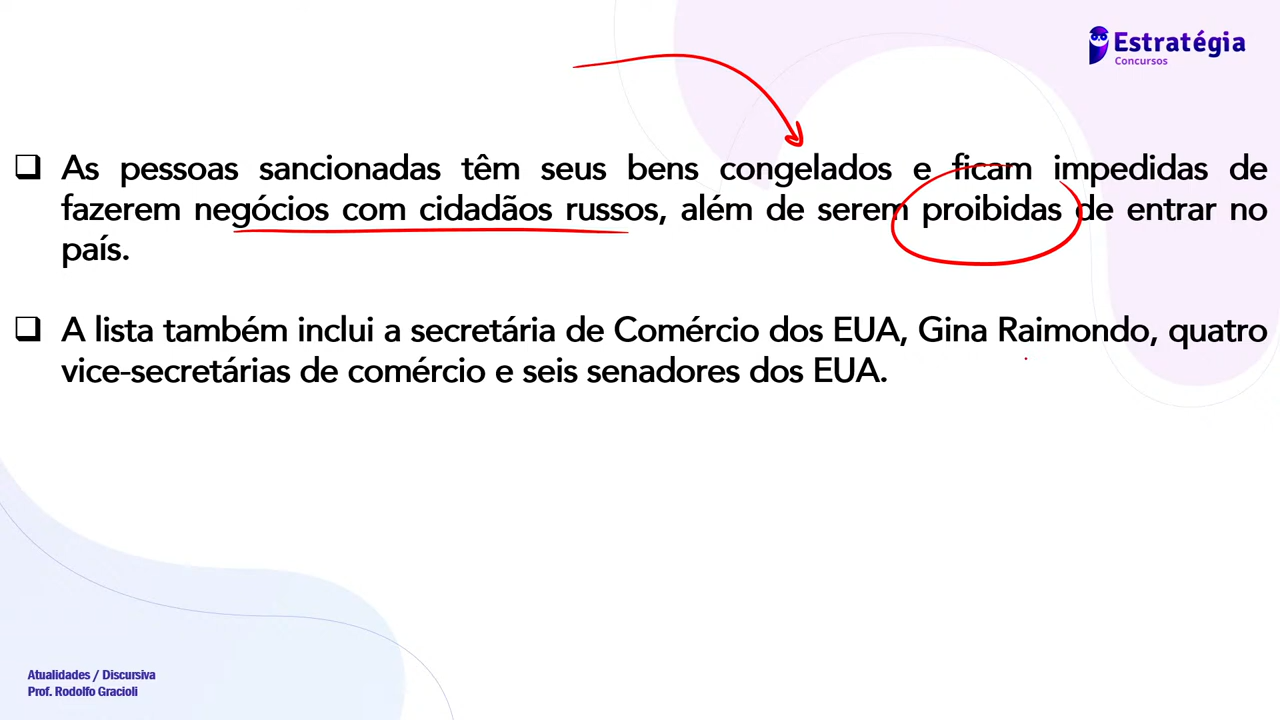 Estratégia
Concursos
❑ As pessoas sancionadas têm seus bens congelados e ficam impedidas de
fazerem negócios com cidadãos russos, além de serem proibidas de entrar no
país.
❑ A lista também inclui a secretária de Comércio dos EUA, Gina Raimondo, quatro
vice-secretárias de comércio e seis senadores dos EUA.
Atualidades / Discursiva
Prof. Rodolfo Gracioli